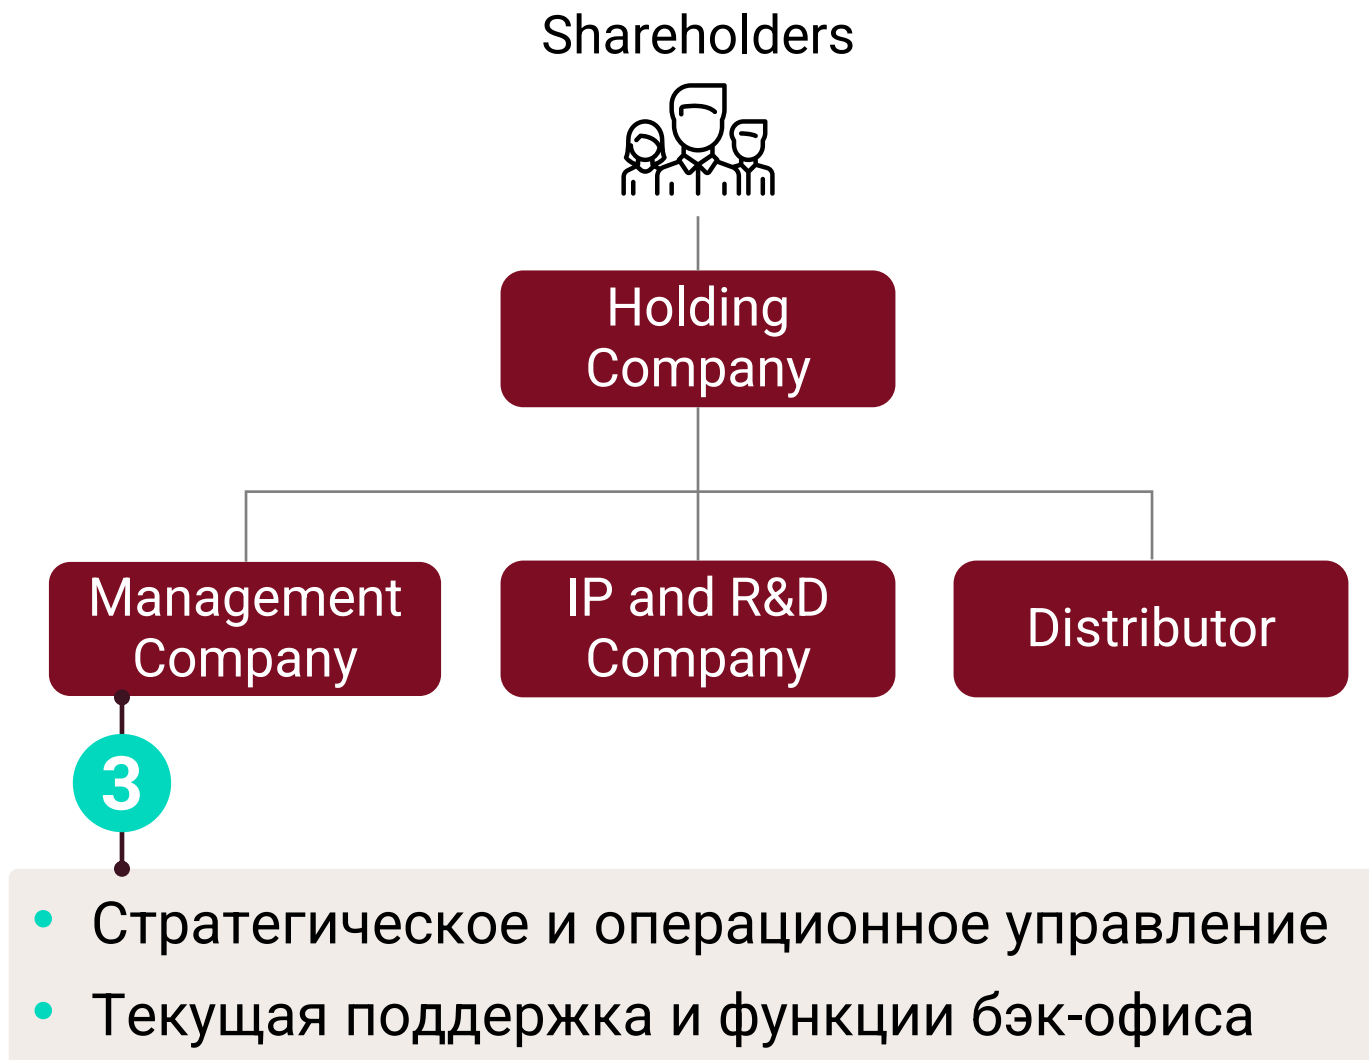 Shareholders
Holding
Company
Management
Company
IP and R&D
Company
Distributor
3
Стратегическое и операционное управление
Текущая поддержка и функции бэк-офиса